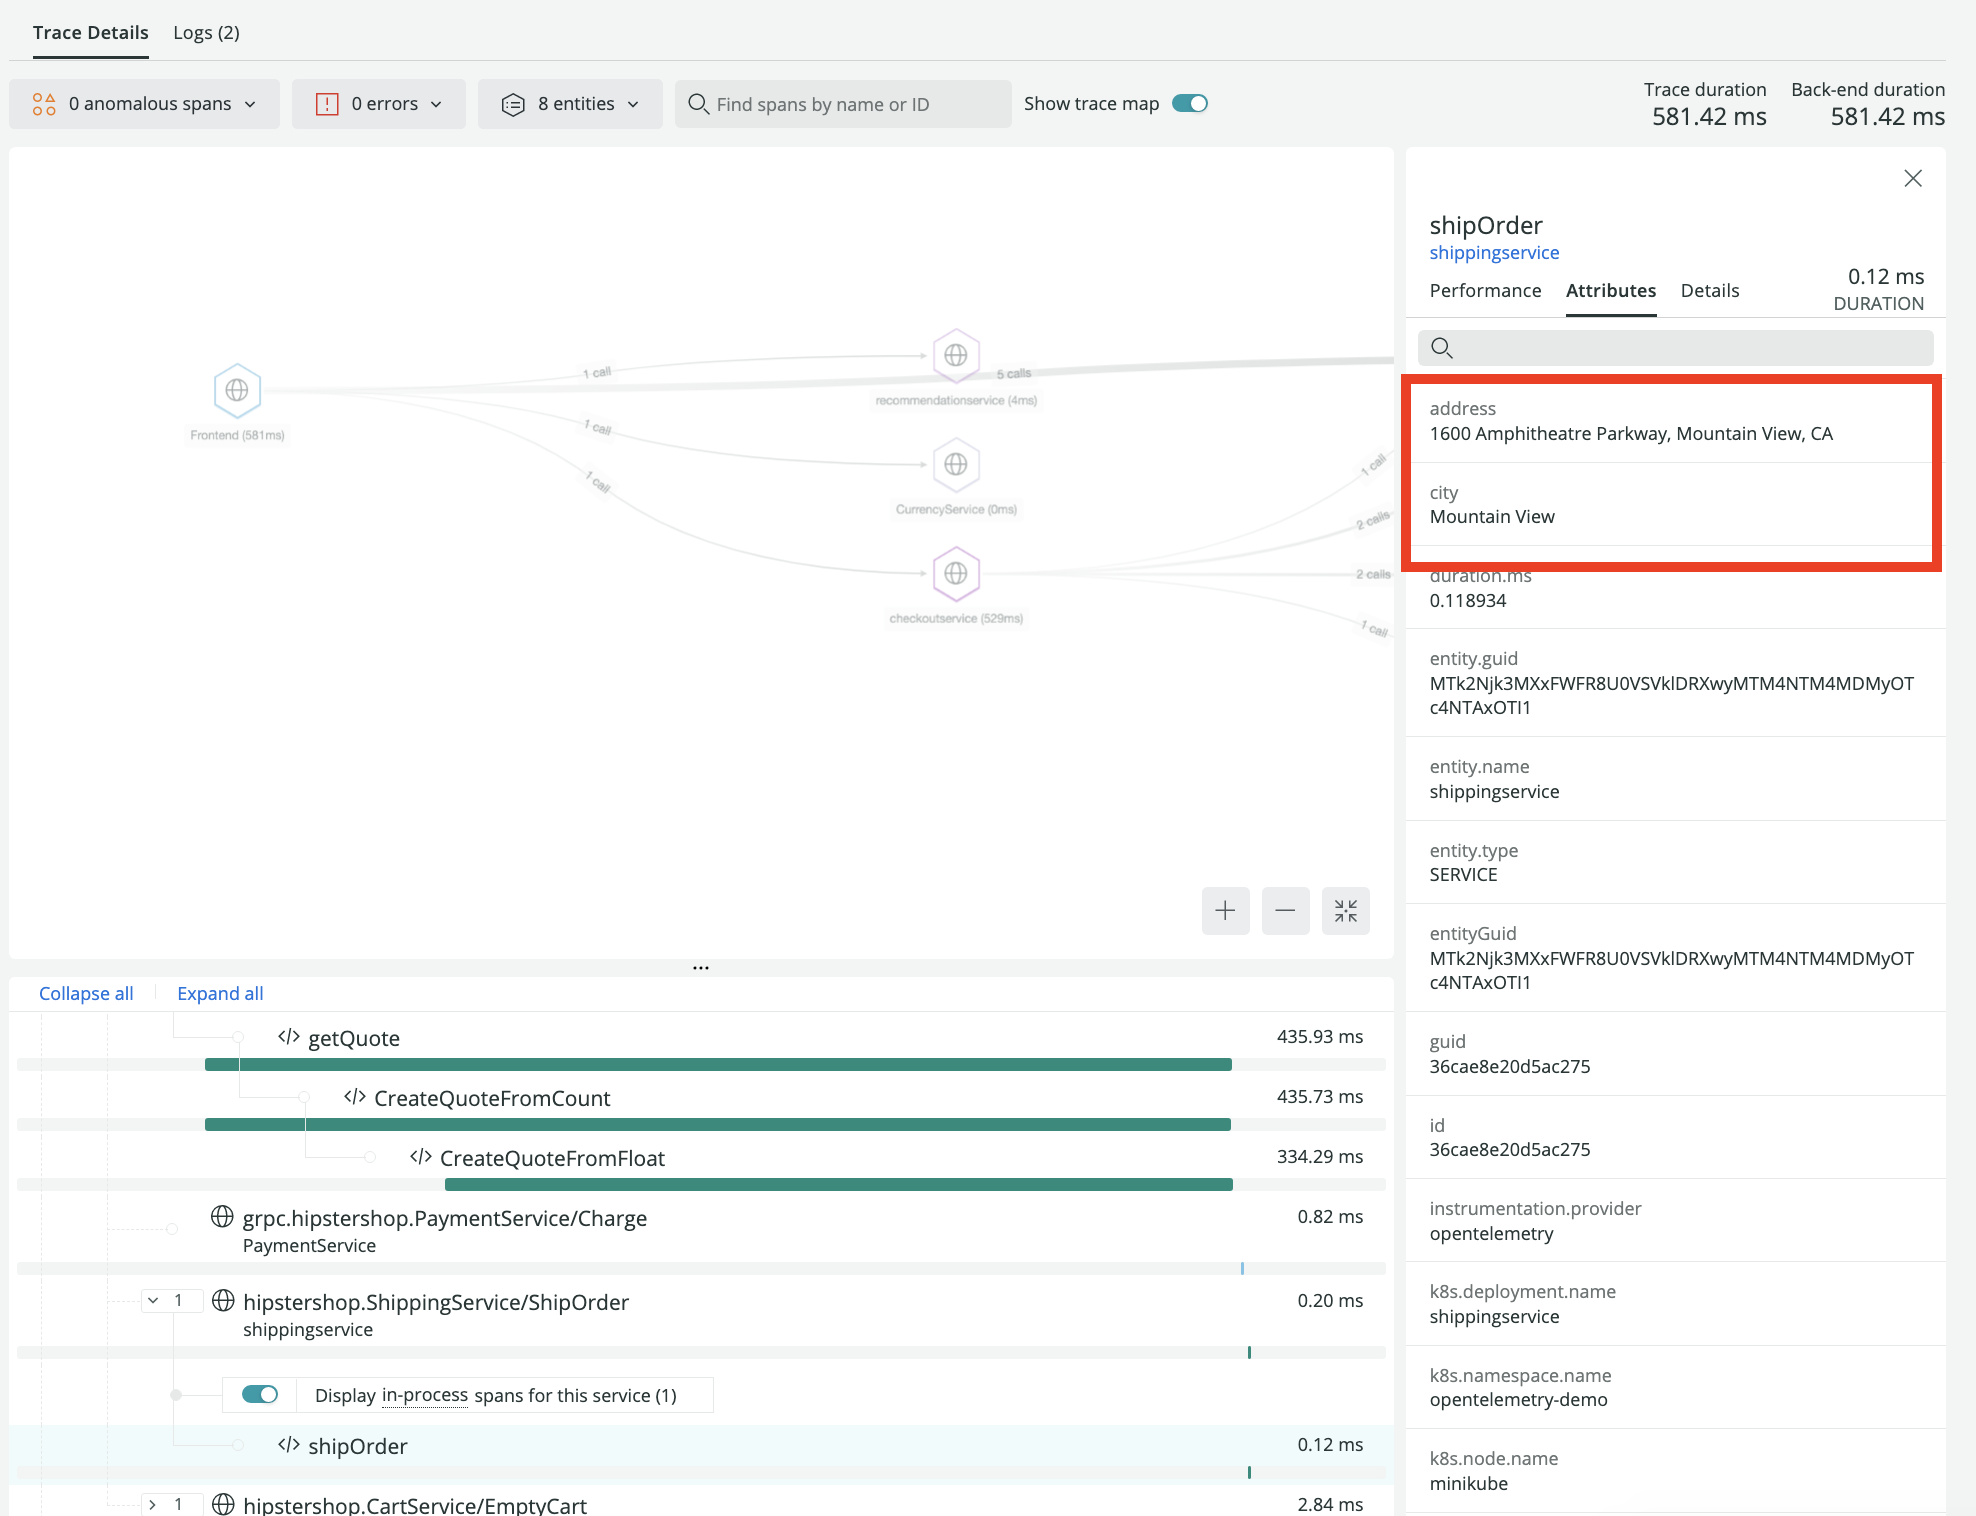 Trace Details
Logs (2)
0 anomalous spans
0 errors
8 entities
Find spans by name or ID
Show trace map
Trace duration
581.42 ms
Back-end duration
581.42 ms
Frontend (581ms)
1 call
1 call
1 call
5 calls
recommendationservice (4ms)
CurrencyService (0ms)
checkoutservice (529ms)
1 call
2 calls
2 calls
1 call
Collapse all
Expand all
</> getQuote
435.93 ms
</> CreateQuoteFromCount
435.73 ms
</> CreateQuoteFromFloat
334.29 ms
grpc.hipstershop.PaymentService/Charge
0.82 ms
PaymentService
1 hipstershop.ShippingService/ShipOrder
0.20 ms
shippingservice
Display in-process spans for this service (1)
</> shipOrder
0.12 ms
1 hipstershop.CartService/EmptyCart
2.84 ms
shipOrder
shippingservice
Performance
Attributes
Details
0.12 ms
DURATION
address
1600 Amphitheatre Parkway, Mountain View, CA
city
Mountain View
duration.ms
0.118934
entity.guid
MTk2Njk3MXxFWFR8U0VSVklDRXwyMTM4NTM4MDMyOT
c4NTAxOTI1
entity.name
shippingservice
entity.type
SERVICE
entityGuid
MTk2Njk3MXxFWFR8U0VSVklDRXwyMTM4NTM4MDMyOT
c4NTAxOTI1
guid
36cae8e20d5ac275
id
36cae8e20d5ac275
instrumentation.provider
opentelemetry
k8s.deployment.name
shippingservice
k8s.namespace.name
opentelemetry-demo
k8s.node.name
minikube